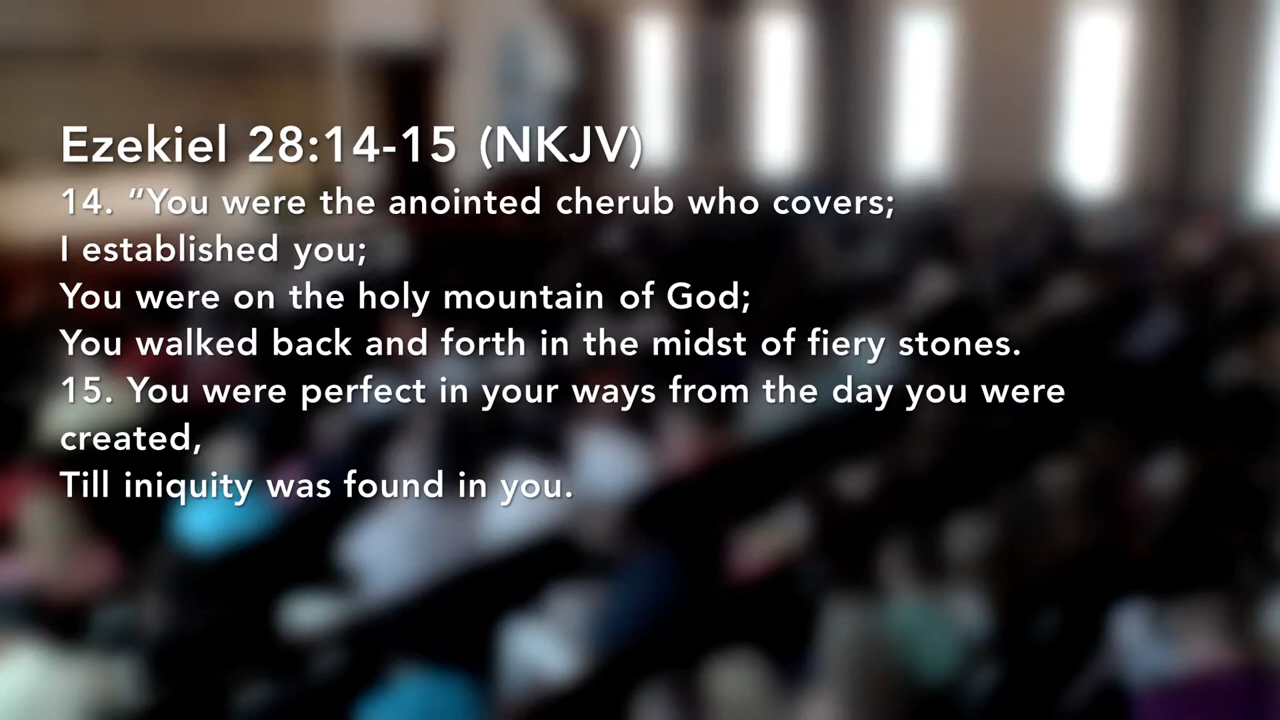 Ezekiel 28:14-15 (NKJV)
14. “You were the anointed cherub who covers;
I established you;
You were on the holy mountain of God;
You walked back and forth in the midst of fiery stones.
15. You were perfect in your ways from the day you were
created,
Till iniquity was found in you.